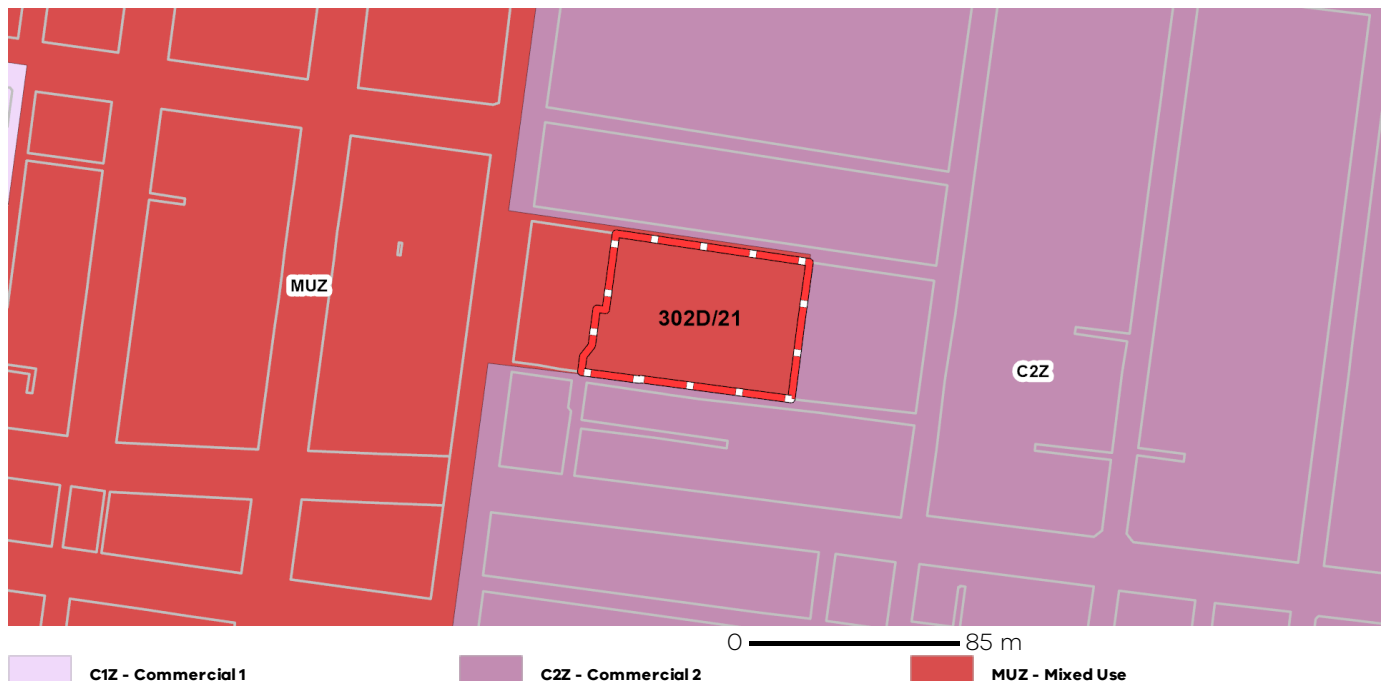 MUZ
302D/21
C2Z
0 85 m
C1Z - Commercial 1 C2Z - Commercial 2 MUZ - Mixed Use